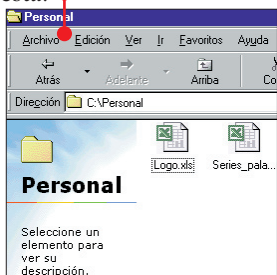 Personal
Archivo Edición Ver Ir Favoritos Ayuda
Atrás Adelante Arriba
Dirección C:\Personal
Logo.xls Series_pala...
Personal
Seleccione un
elemento para
ver su
descripción.